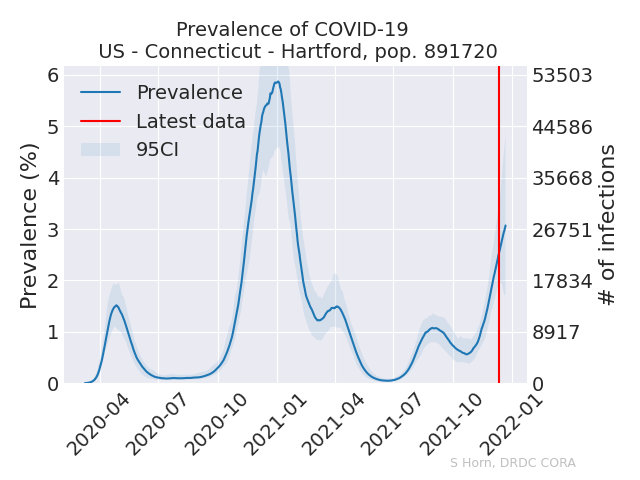 Prevalence of COVID-19
US - Connecticut - Hartford, pop. 891720
Prevalence
Latest data
95CI
Prevalence (%)
6
5
4
3
2
1
0
53503
44586
35668
26751
17834
8917
0
# of infections
2020-04
2020-07
2020-10
2021-01
2021-04
2021-07
2021-10
2022-01
S Horn, DRDC CORA